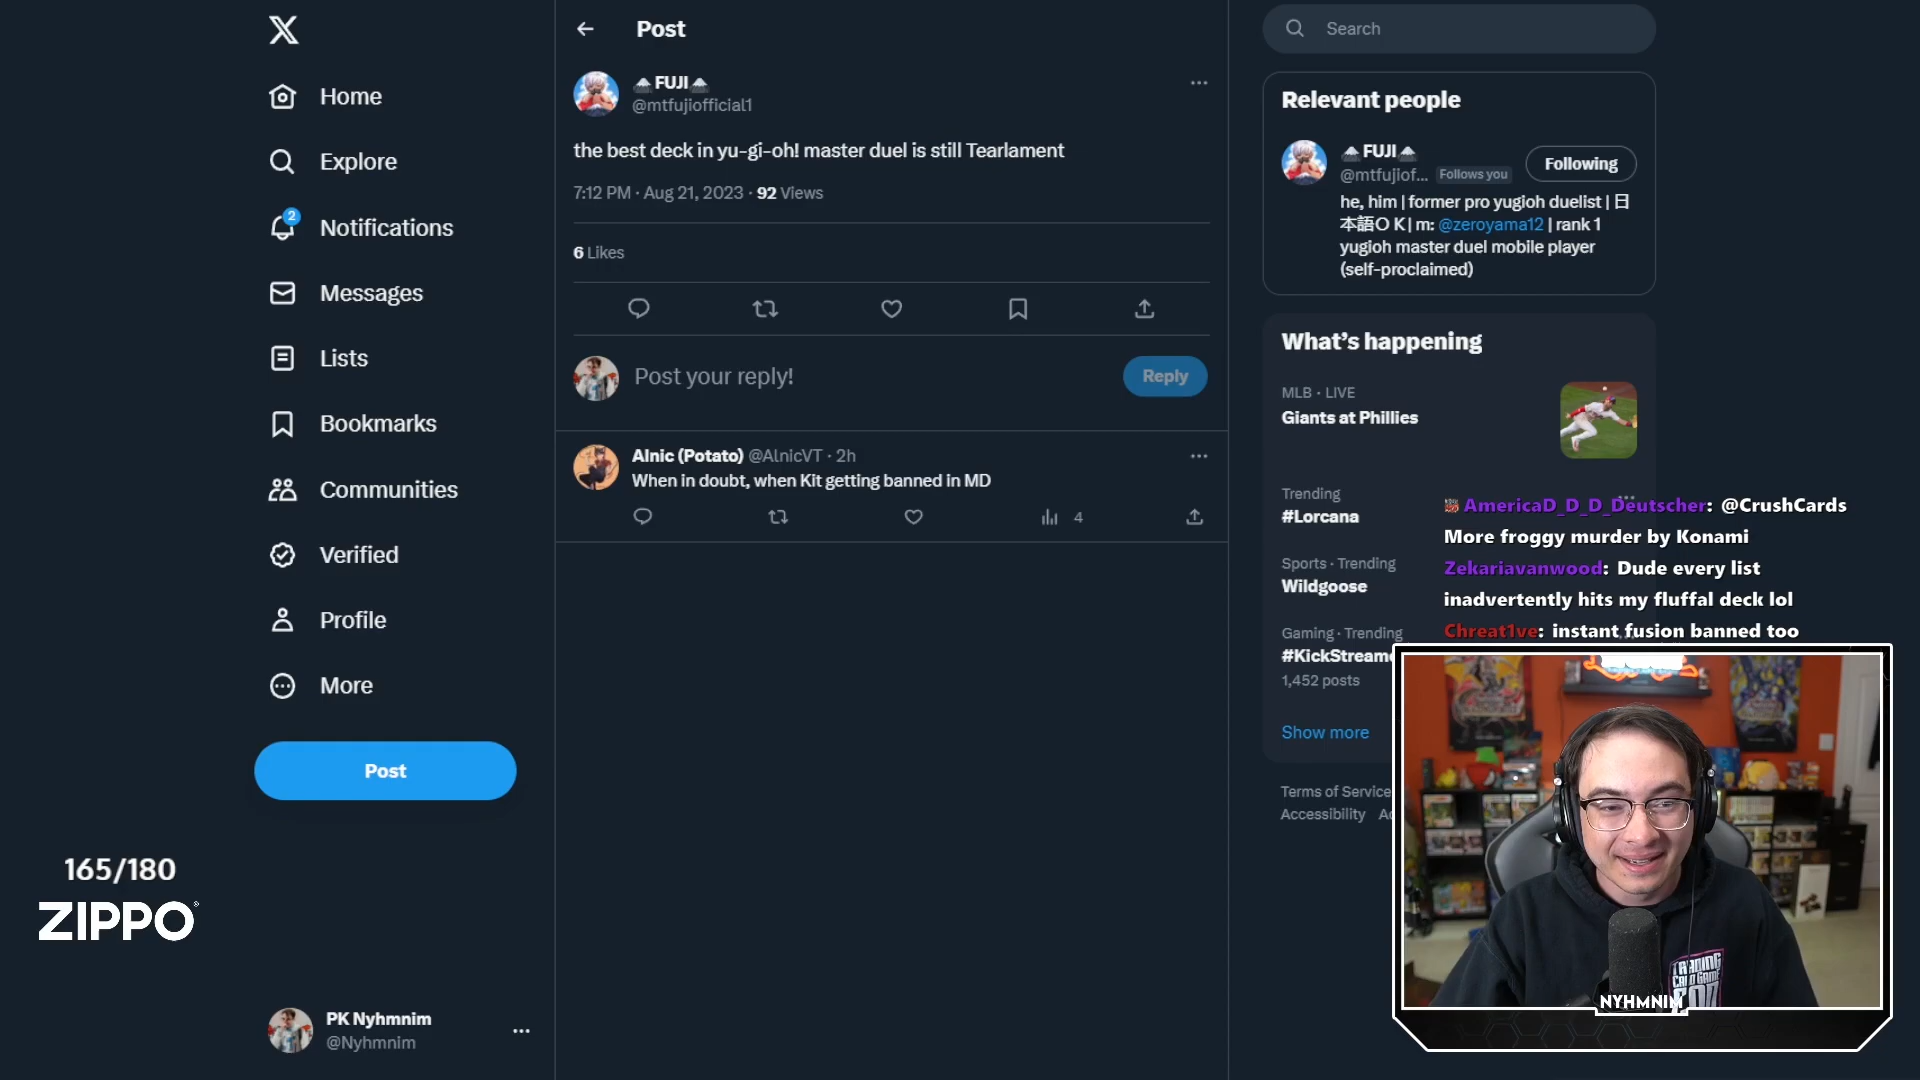 Home
Explore
2
Notifications
Messages
Lists
Bookmarks
Communities
Verified
Profile
More
Post
165/180
ZIPPO
PK Nyhmnim
@Nyhmnim
Post
FUJI
@mtfujiofficial1
the best deck in yu-gi-oh! master duel is still Tearlament
7:12 PM · Aug 21, 2023 · 92 Views
6 Likes
Post your reply!
Reply
Alnic (Potato) @AlnicVT · 2h
When in doubt, when Kit getting banned in MD
4
Search
Relevant people
FUJI
@mtfujiof... Follows you
Following
he, him | former pro yugioh duelist | 日
本語O K | m: @zeroyama12 | rank 1
yugioh master duel mobile player
(self-proclaimed)
What's happening
MLB · LIVE
Giants at Phillies
Trending
#Lorcana
Sports · Trending
Wildgoose
Gaming · Trending
#KickStream
1,452 posts
Show more
Terms of Service
Accessibility
AmericaD_D_D_Deutscher: @CrushCards
More froggy murder by Konami
Zekariavanwood: Dude every list
inadvertently hits my fluffal deck lol
Chreat1ve: instant fusion banned too
TRADING
CARD GAME
NYHMNIM